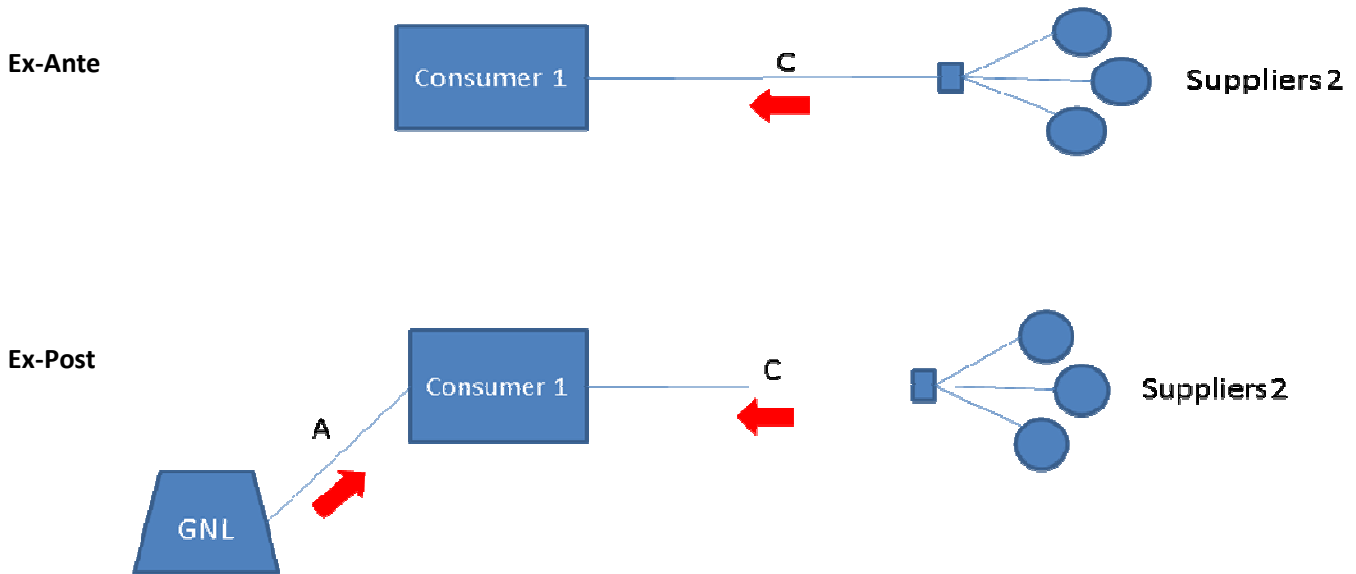 Ex-Ante
Consumer 1
C
Suppliers 2
Ex-Post
Consumer 1
C
Suppliers 2
A
GNL